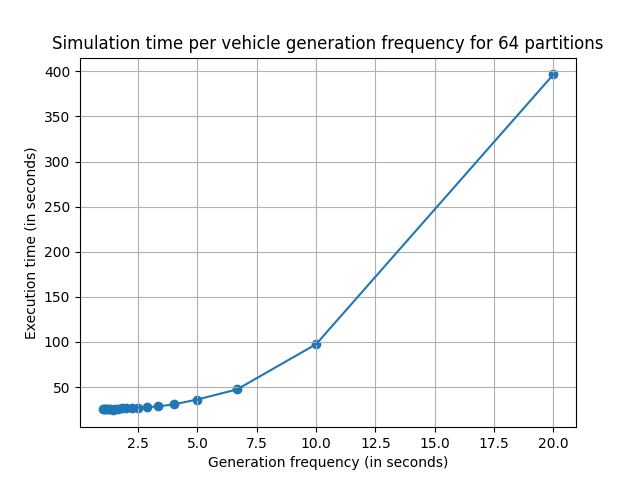 Simulation time per vehicle generation frequency for 64 partitions
400
350
300
250
200
150
100
50
Execution time (in seconds)
2.5 5.0 7.5 10.0 12.5 15.0 17.5 20.0
Generation frequency (in seconds)